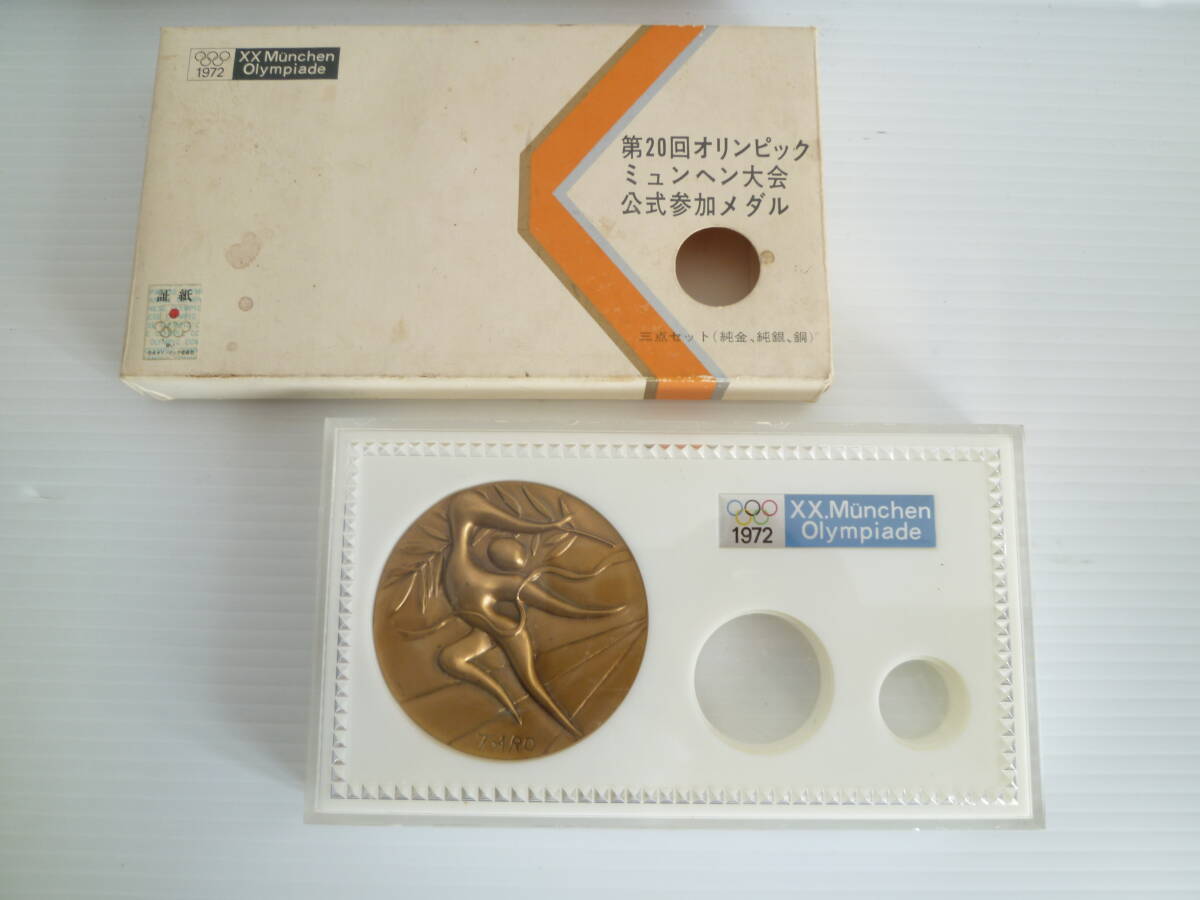 1972
XX München
Olympiade
第20回オリンピック
ミュンヘン大会
公式参加メダル
三点セット(純金、純銀、銅)
証紙
1972
XX.München
Olympiade
TARO